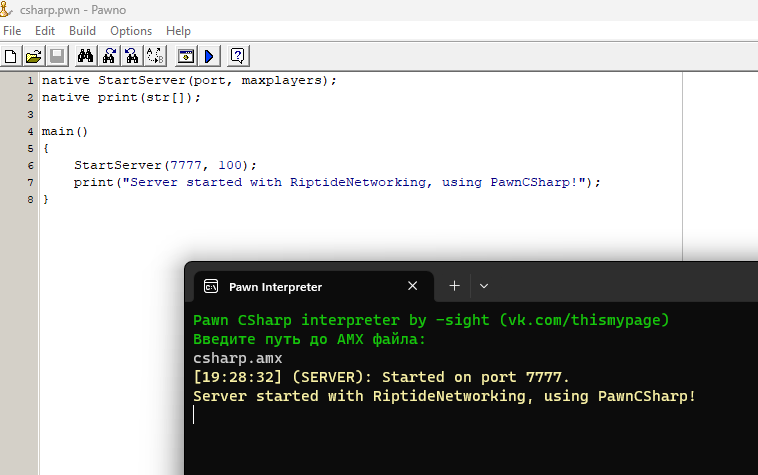 csharp.pwn - Pawno
File Edit Build Options Help
1 native StartServer(port, maxplayers);
2 native print(str[]);
3
4 main()
5 {
6 StartServer(7777, 100);
7 print("Server started with RiptideNetworking, using PawnCSharp!");
8 }
Pawn Interpreter
Pawn CSharp interpreter by -sight (vk.com/thismypage)
Введите путь до AMX файла:
csharp.amx
[19:28:32] (SERVER): Started on port 7777.
Server started with RiptideNetworking, using PawnCSharp!